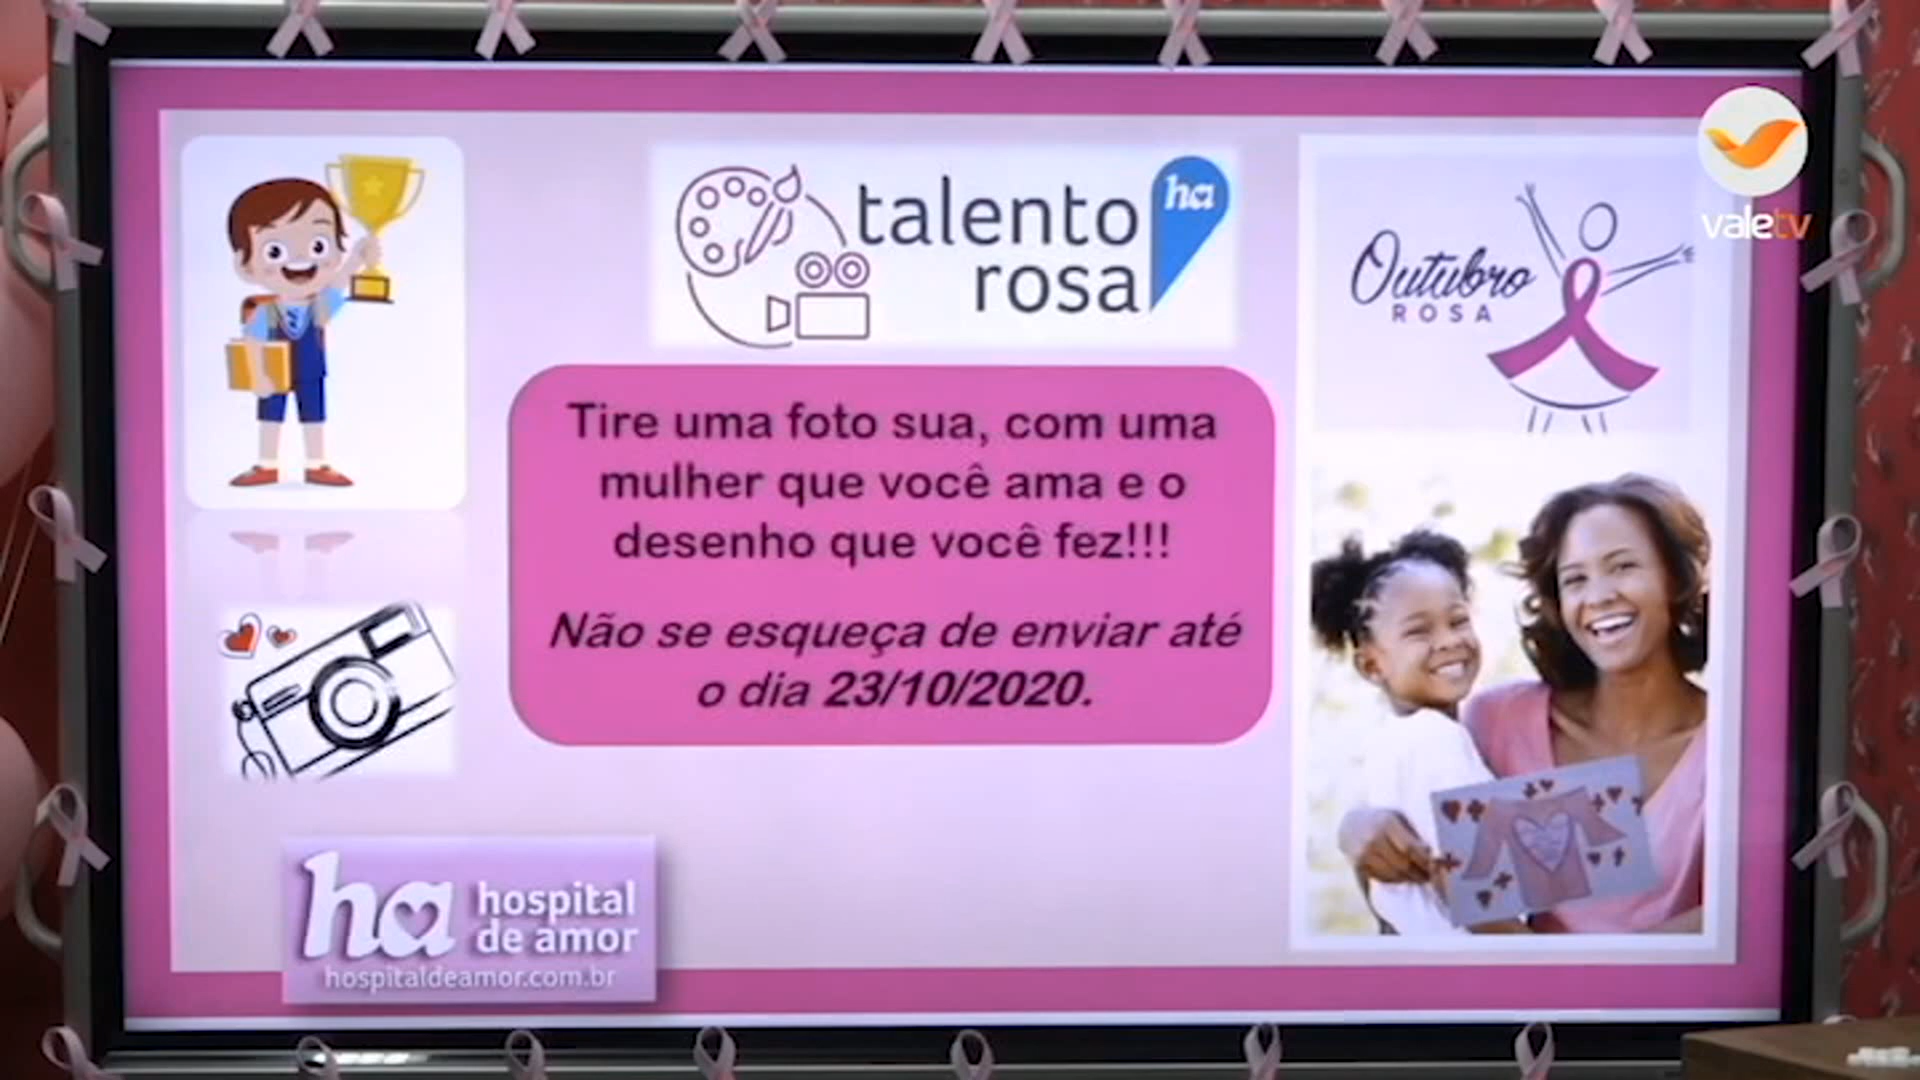 valetv
talento
rosa
ha
Outubro
ROSA
Tire uma foto sua, com uma
mulher que você ama e o
desenho que você fez!!!
Não se esqueça de enviar até
o dia 23/10/2020.
ha hospital
de amor
hospitaldeamor.com.br